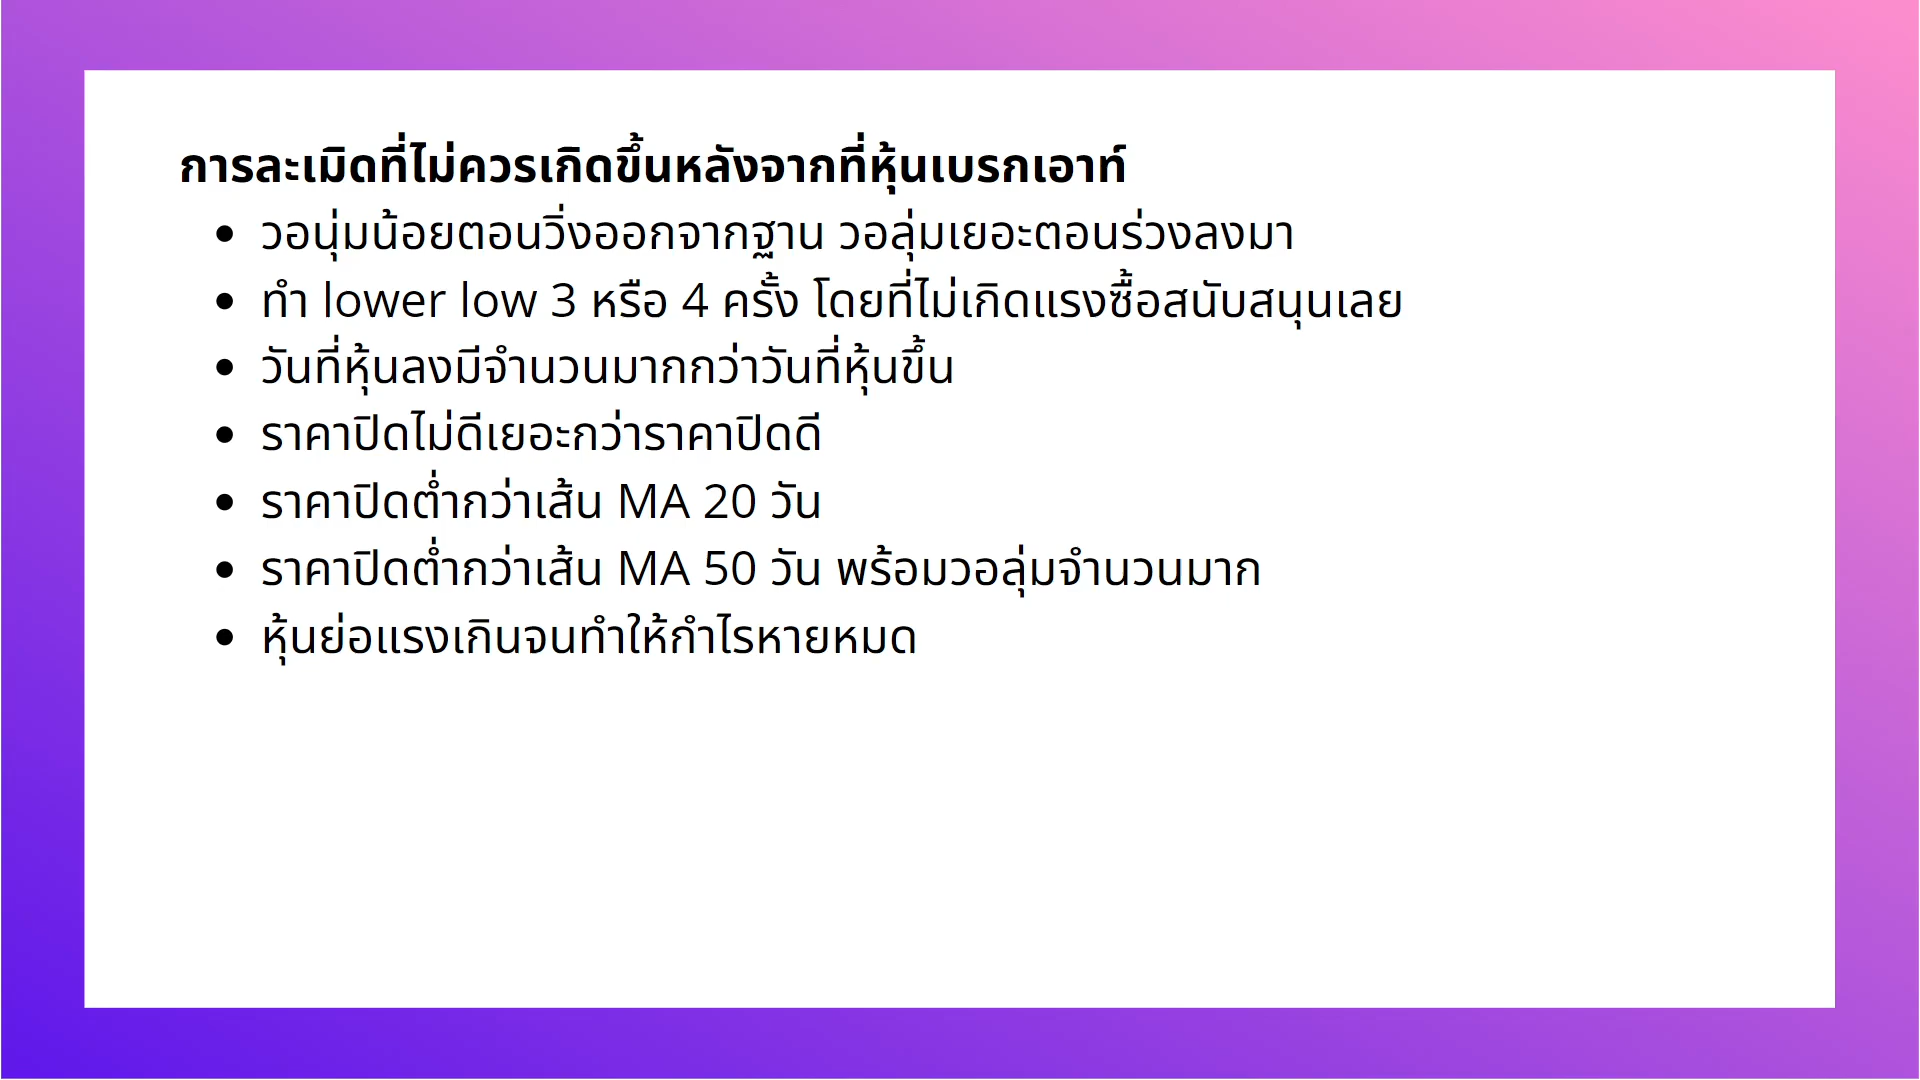 การละเมิดที่ไม่ควรเกิดขึ้นหลังจากที่หุ้นเบรกเอาท์
• วอนุ่มน้อยตอนวิ่งออกจากฐาน วอลุ่มเยอะตอนร่วงลงมา
• ทำ lower low 3 หรือ 4 ครั้ง โดยที่ไม่เกิดแรงซื้อสนับสนุนเลย
• วันที่หุ้นลงมีจำนวนมากกว่าวันที่หุ้นขึ้น
• ราคาปิดไม่ดีเยอะกว่าราคาปิดดี
• ราคาปิดต่ำกว่าเส้น MA 20 วัน
• ราคาปิดต่ำกว่าเส้น MA 50 วัน พร้อมวอลุ่มจำนวนมาก
• หุ้นย่อแรงเกินจนทำให้กำไรหายหมด